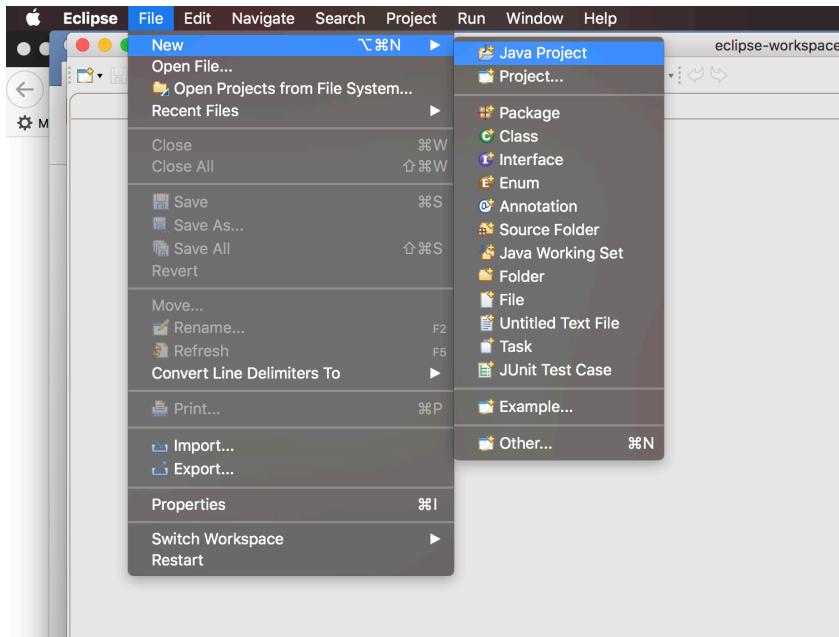 Eclipse File Edit Navigate Search Project Run Window Help
eclipse-workspace
M
New ⌥⌘N ▶
Open File...
Open Projects from File System...
Recent Files ▶
Close ⌘W
Close All ⇧⌘W
Save ⌘S
Save As...
Save All ⇧⌘S
Revert
Move...
Rename... F2
Refresh F5
Convert Line Delimiters To ▶
Print... ⌘P
Import...
Export...
Properties ⌘I
Switch Workspace ▶
Restart
Java Project
Project...
Package
Class
Interface
Enum
Annotation
Source Folder
Java Working Set
Folder
File
Untitled Text File
Task
JUnit Test Case
Example...
Other... ⌘N